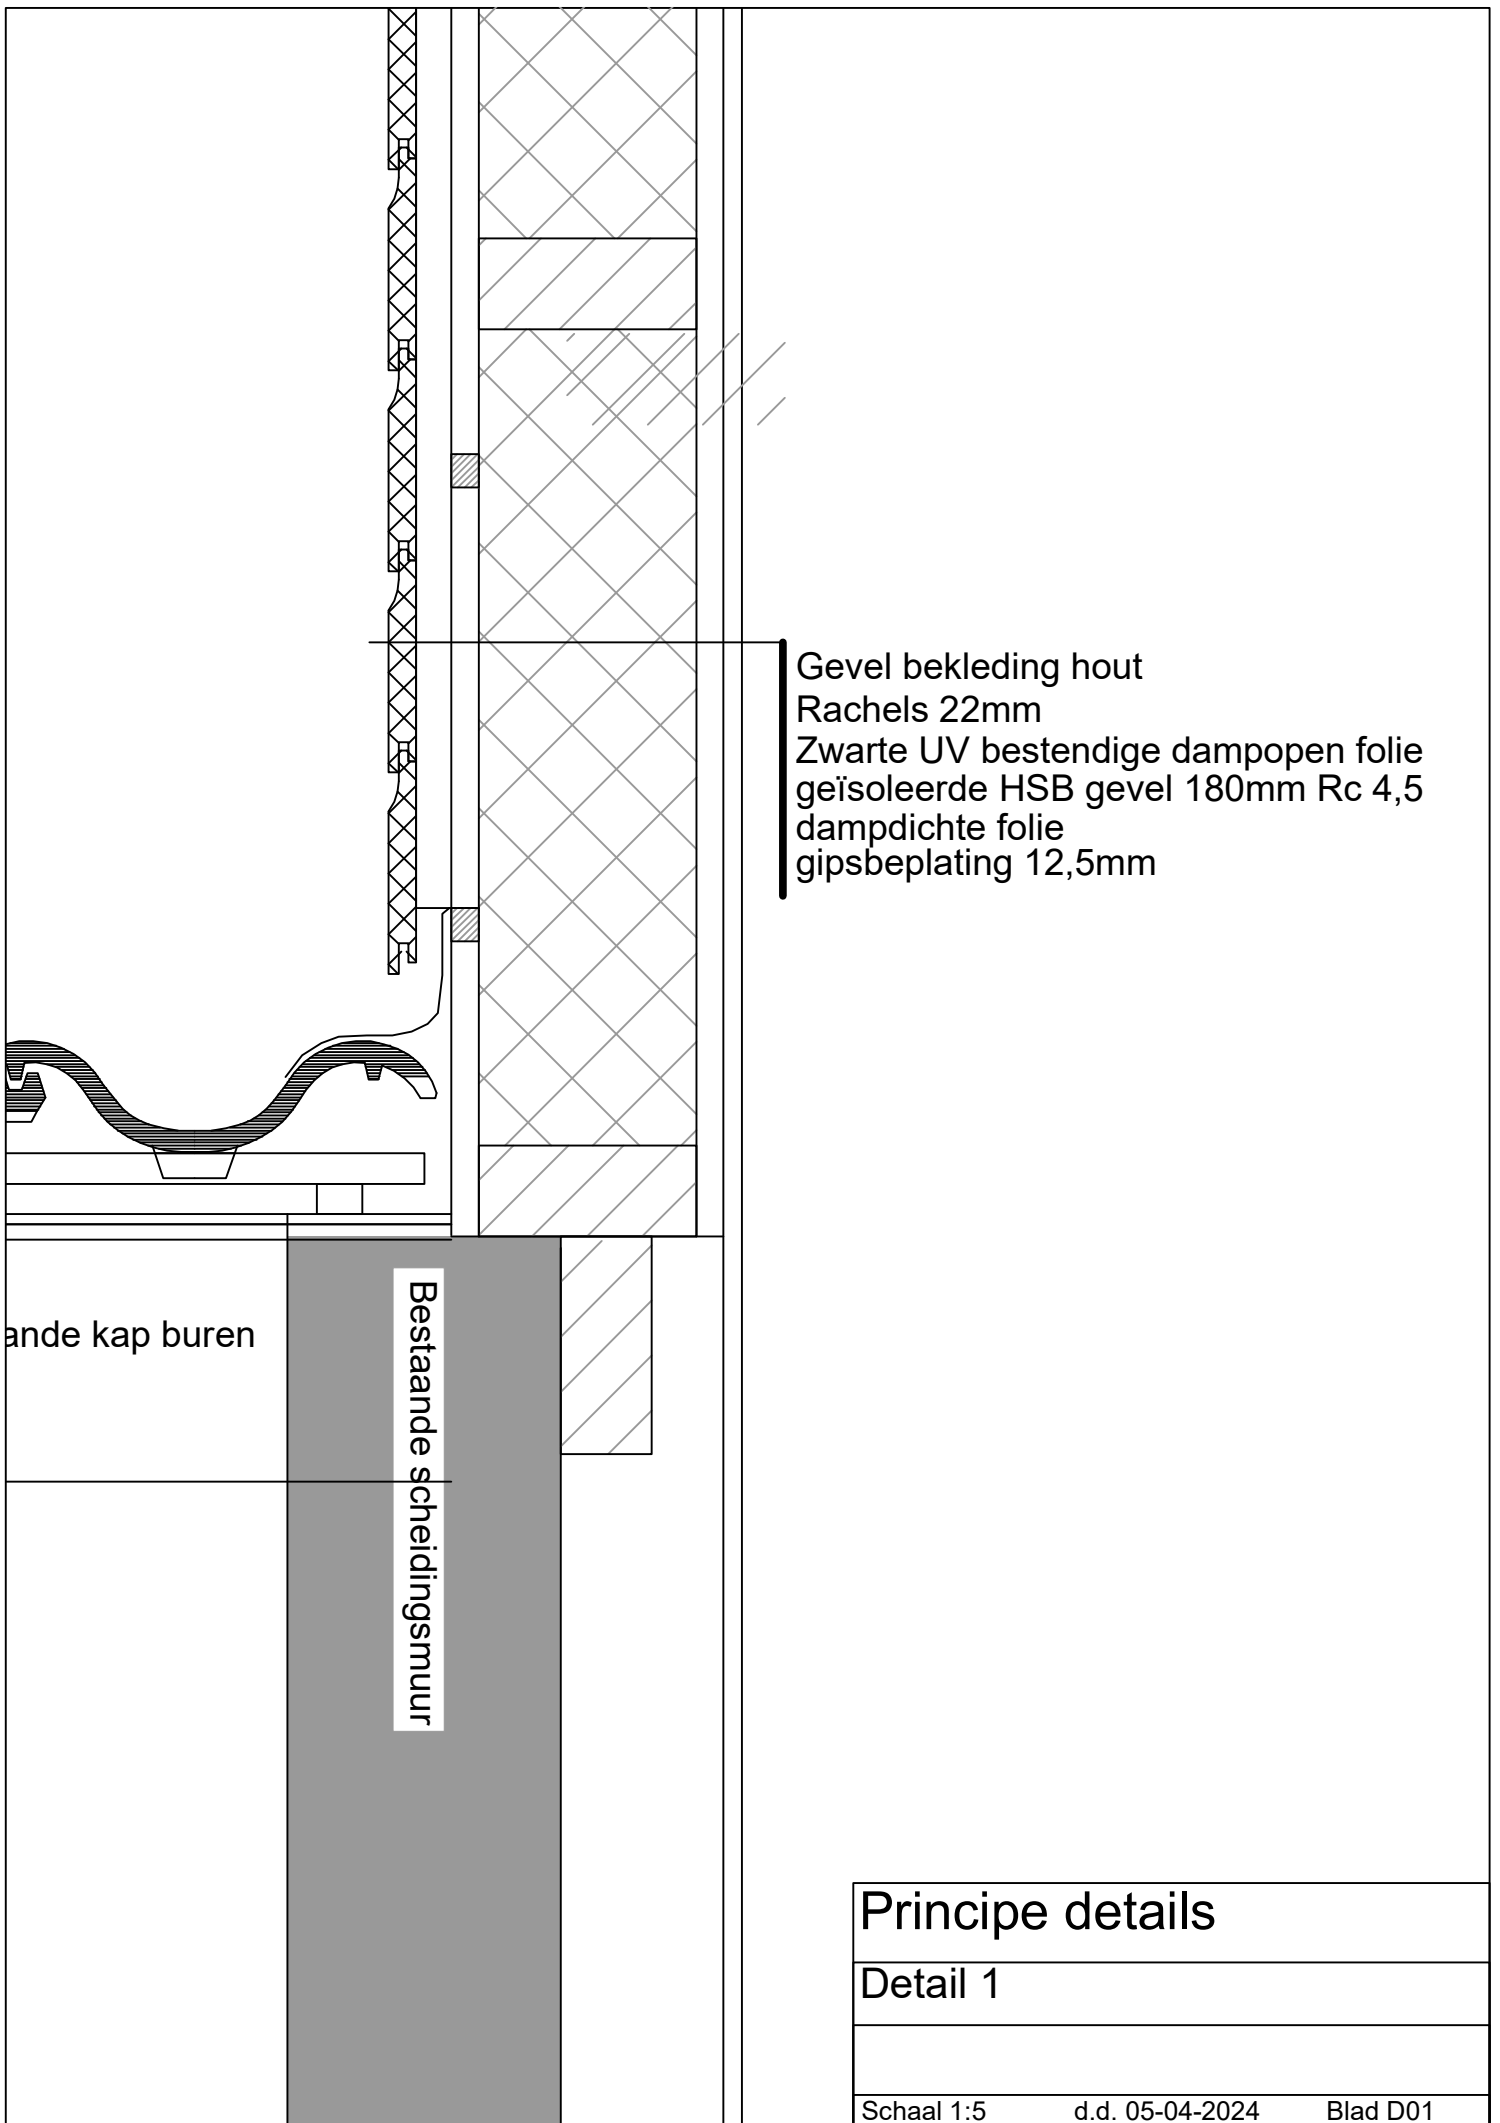 Gevel bekleding hout
Rachels 22mm
Zwarte UV bestendige dampopen folie
geïsoleerde HSB gevel 180mm Rc 4,5
dampdichte folie
gipsbeplating 12,5mm
ande kap buren
Bestaande scheidingsmuur
Principe details
Detail 1
Schaal 1:5 d.d. 05-04-2024 Blad D01